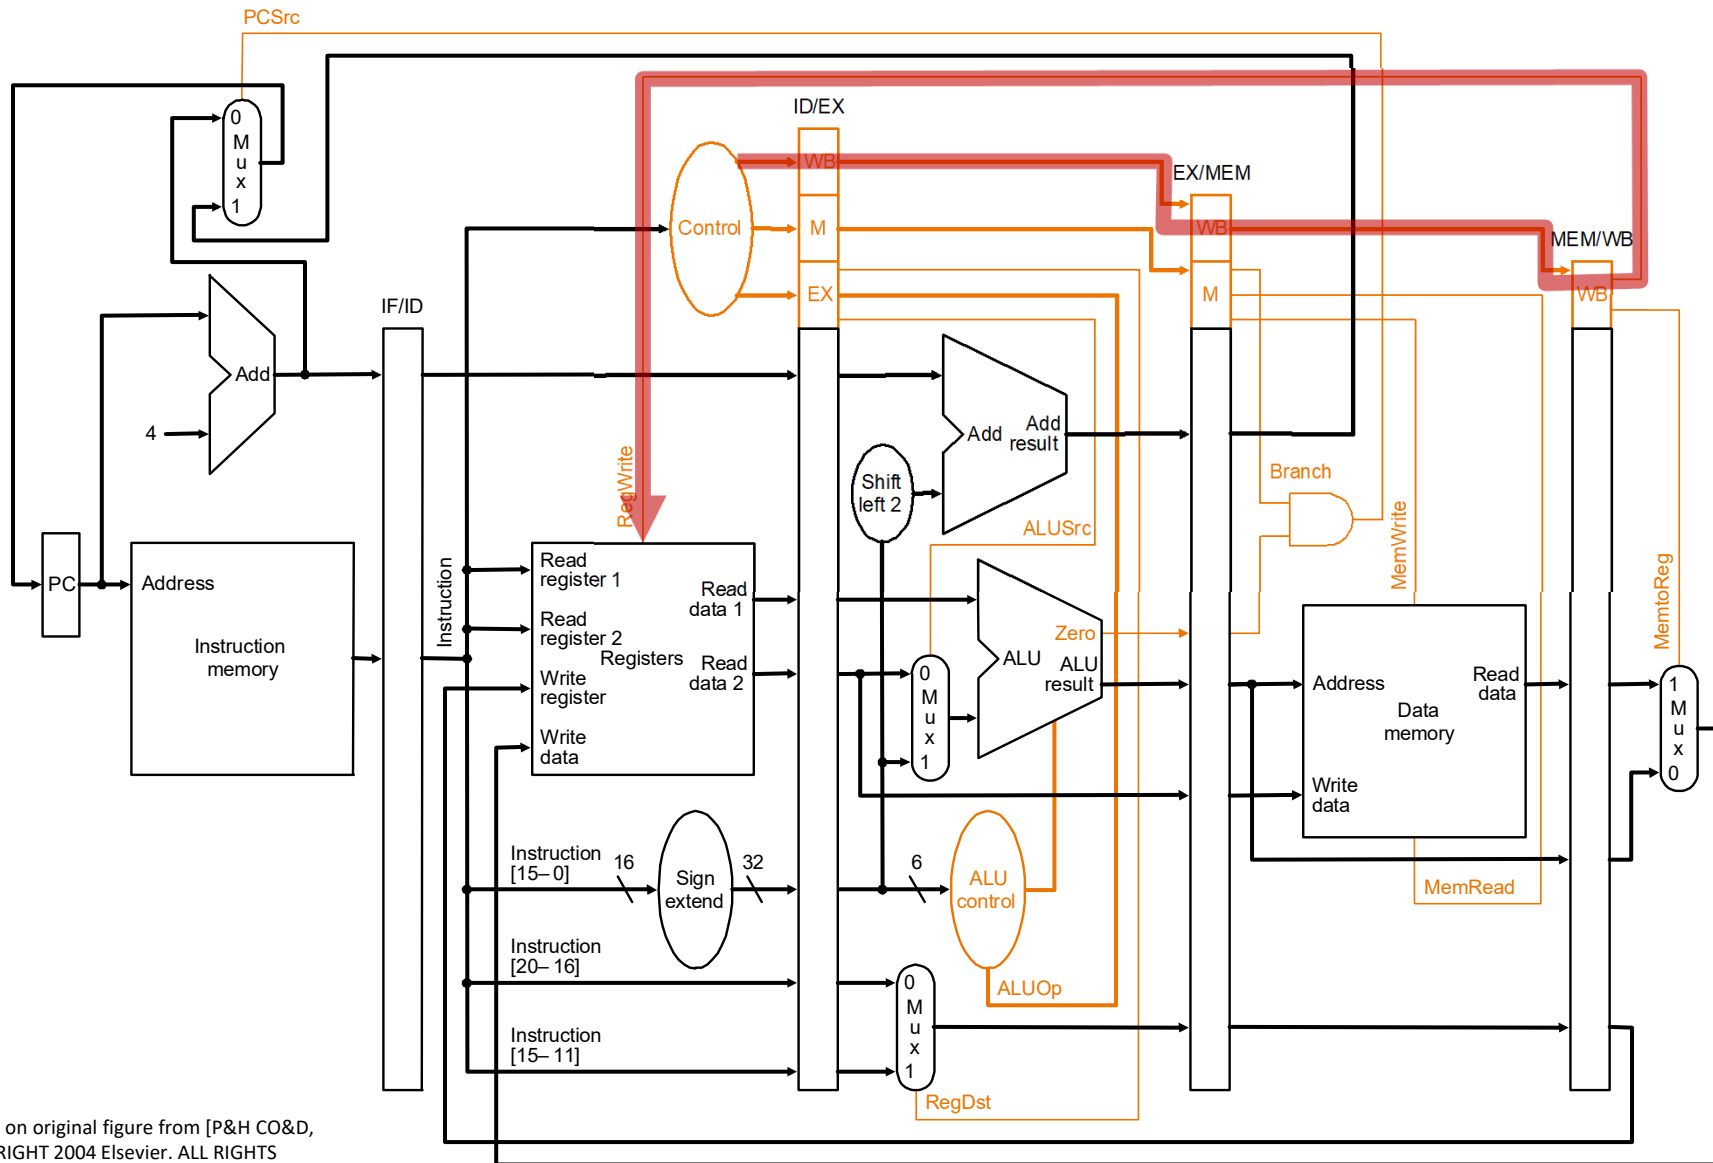 PCSrc
0
M
u
x
1
ID/EX
WB
M
EX
Control
EX/MEM
WB
M
MEM/WB
WB
IF/ID
Add
4
RegWrite
Add
Add
result
Shift
left 2
ALUSrc
Branch
MemWrite
MemtoReg
PC
Address
Instruction
memory
Instruction
Read
register 1
Read
register 2
Write
register
Write
data
Registers
Read
data 1
Read
data 2
0
M
u
x
1
Zero
ALU
ALU
result
Address
Write
data
Data
memory
Read
data
1
M
u
x
0
Instruction
[15–0]
16
Sign
extend
32
6
ALU
control
MemRead
Instruction
[20–16]
Instruction
[15–11]
0
M
u
x
1
ALUOp
RegDst
on original figure from [P&H CO&D,
RIGHT 2004 Elsevier. ALL RIGHTS